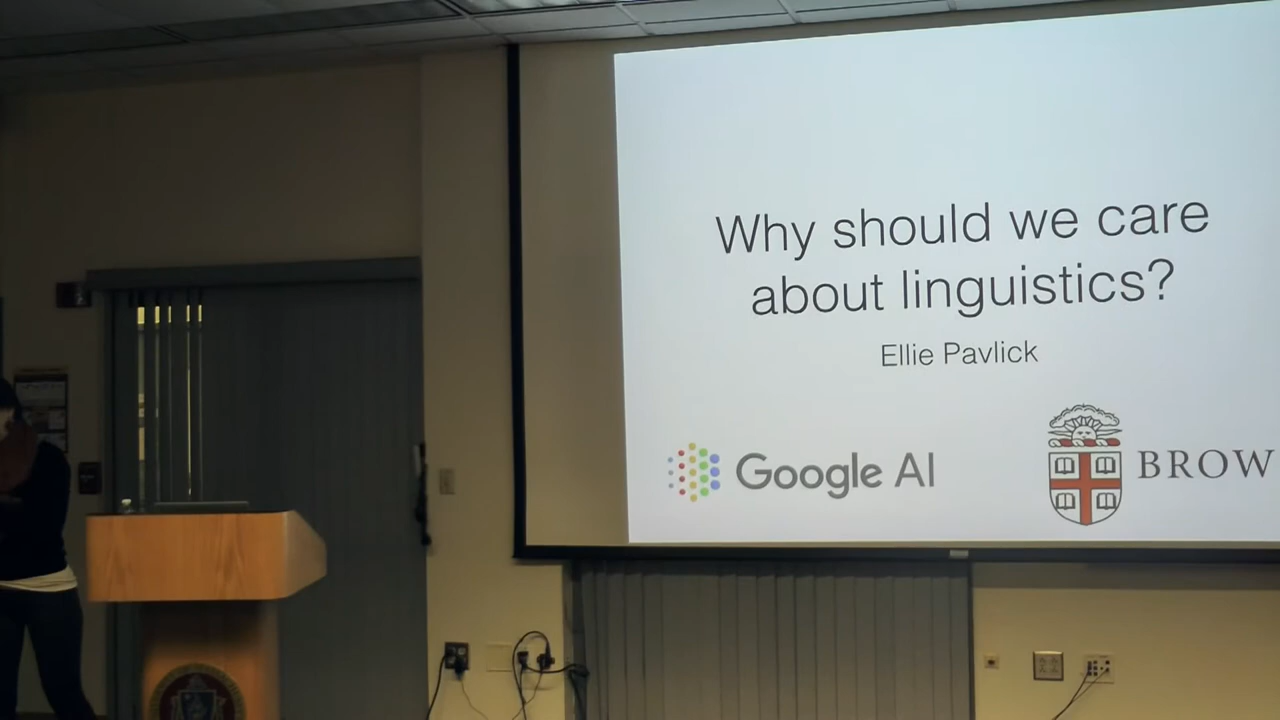 Why should we care
about linguistics?
Ellie Pavlick
Google AI
BROW